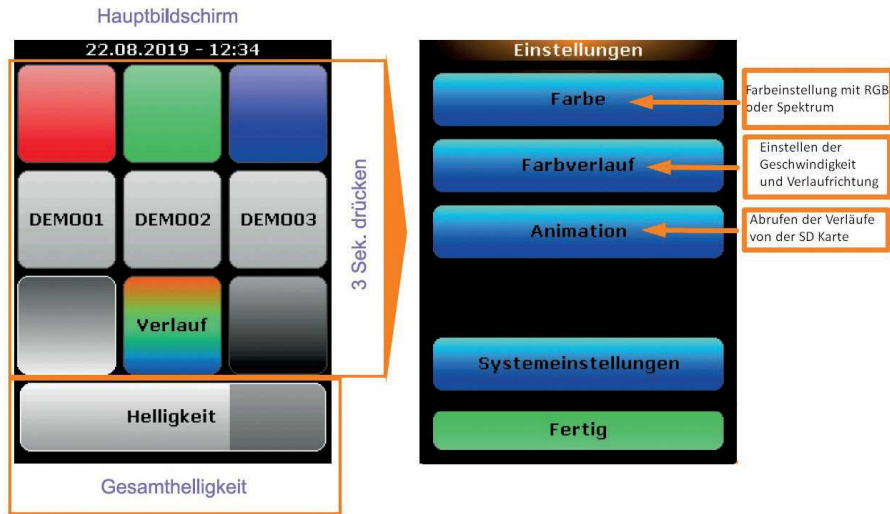 Hauptbildschirm
22.08.2019 - 12:34
DEMO01 DEMO02 DEMO03
Verlauf
Helligkeit
Gesamthelligkeit
3 Sek. drücken
Einstellungen
Farbe
Farbverlauf
Animation
Systemeinstellungen
Fertig
Farbeinstellung mit RGB
oder Spektrum
Einstellen der
Geschwindigkeit
und Verlaufrichtung
Abrufen der Verläufe
von der SD Karte